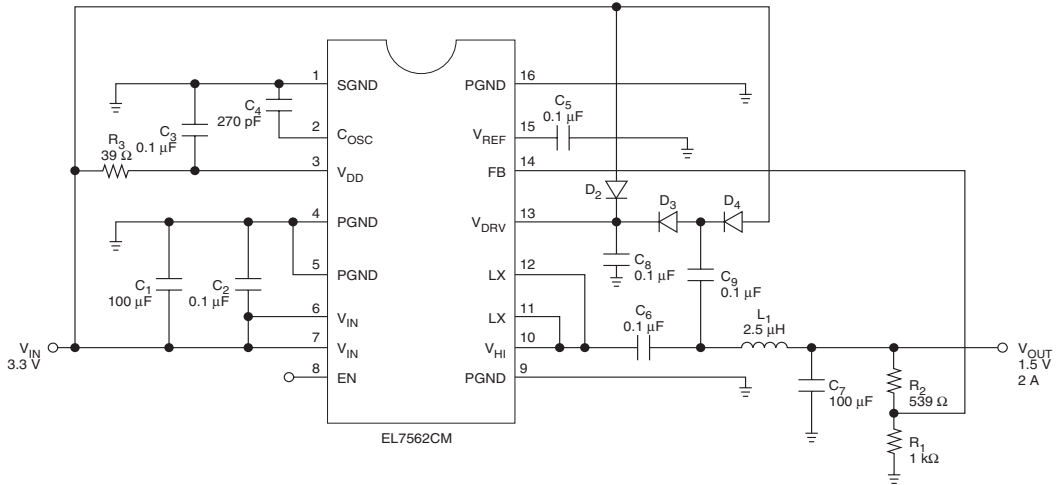 1
SGND
C4
270 pF
2
COSC
C3
0.1 µF
R3
39 Ω
3
VDD
4
PGND
5
PGND
C1
100 µF
C2
0.1 µF
6
VIN
7
VIN
VIN
3.3 V
8
EN
EL7562CM
16
PGND
15
VREF
C5
0.1 µF
14
FB
D2
13
VDRV
D3
D4
C8
0.1 µF
12
LX
C9
0.1 µF
11
LX
10
VHI
C6
0.1 µF
L1
2.5 µH
9
PGND
VOUT
1.5 V
2 A
C7
100 µF
R2
539 Ω
R1
1 kΩ